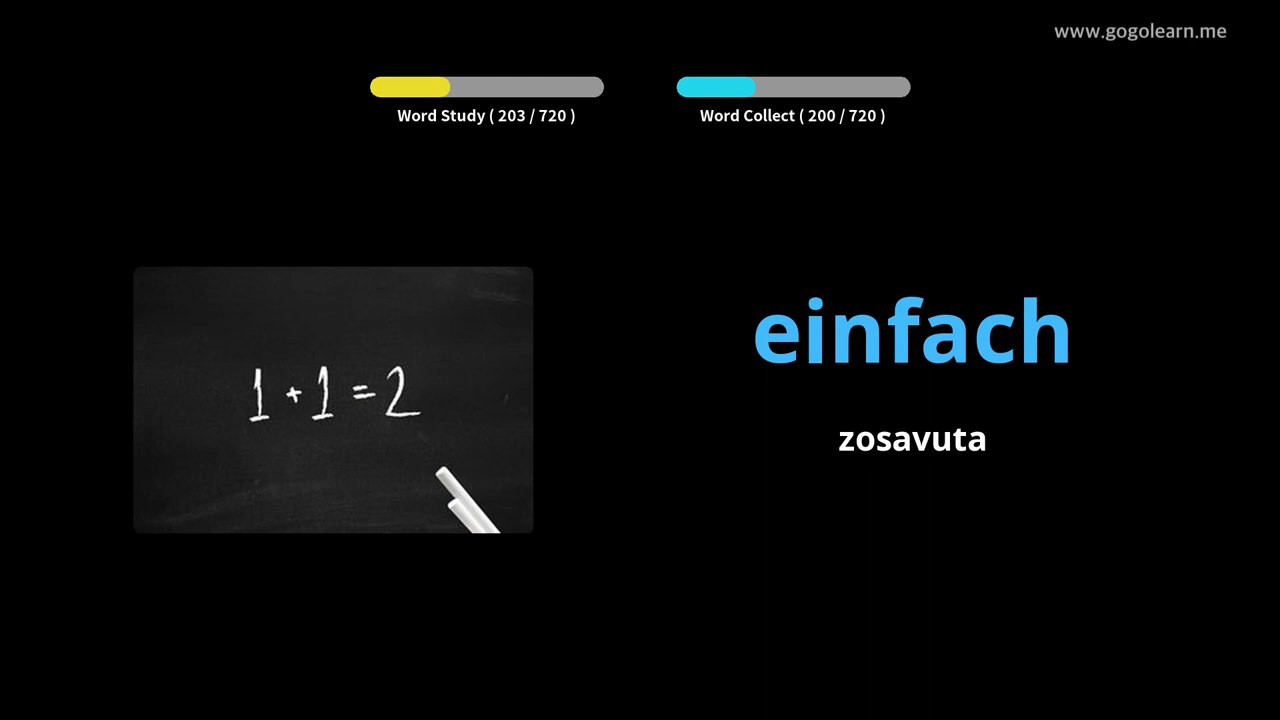 www.gogolearn.me
Word Study ( 203 / 720 )
Word Collect ( 200 / 720 )
einfach
1 + 1 = 2
zosavuta